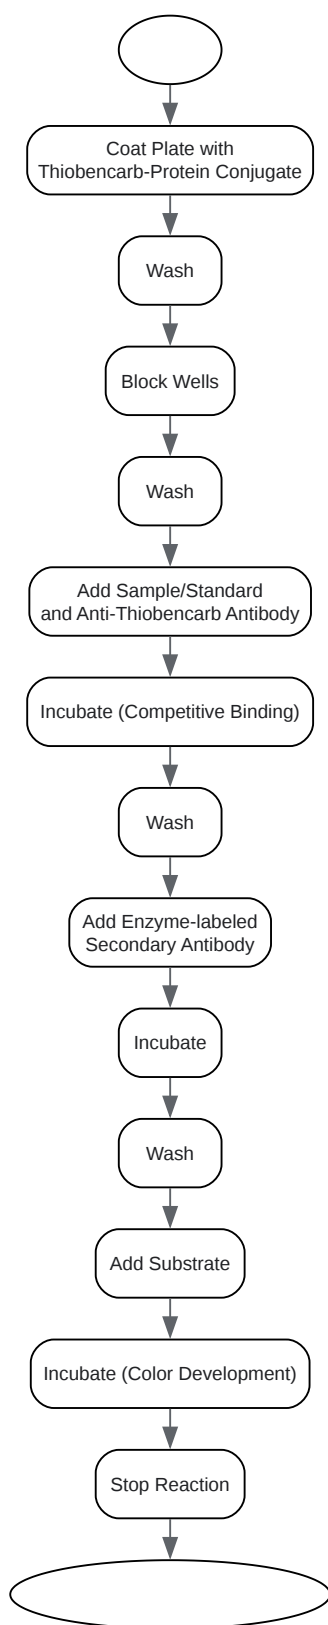 Coat Plate with
Thiobencarb-Protein Conjugate
Wash
Block Wells
Wash
Add Sample/Standard
and Anti-Thiobencarb Antibody
Incubate (Competitive Binding)
Wash
Add Enzyme-labeled
Secondary Antibody
Incubate
Wash
Add Substrate
Incubate (Color Development)
Stop Reaction